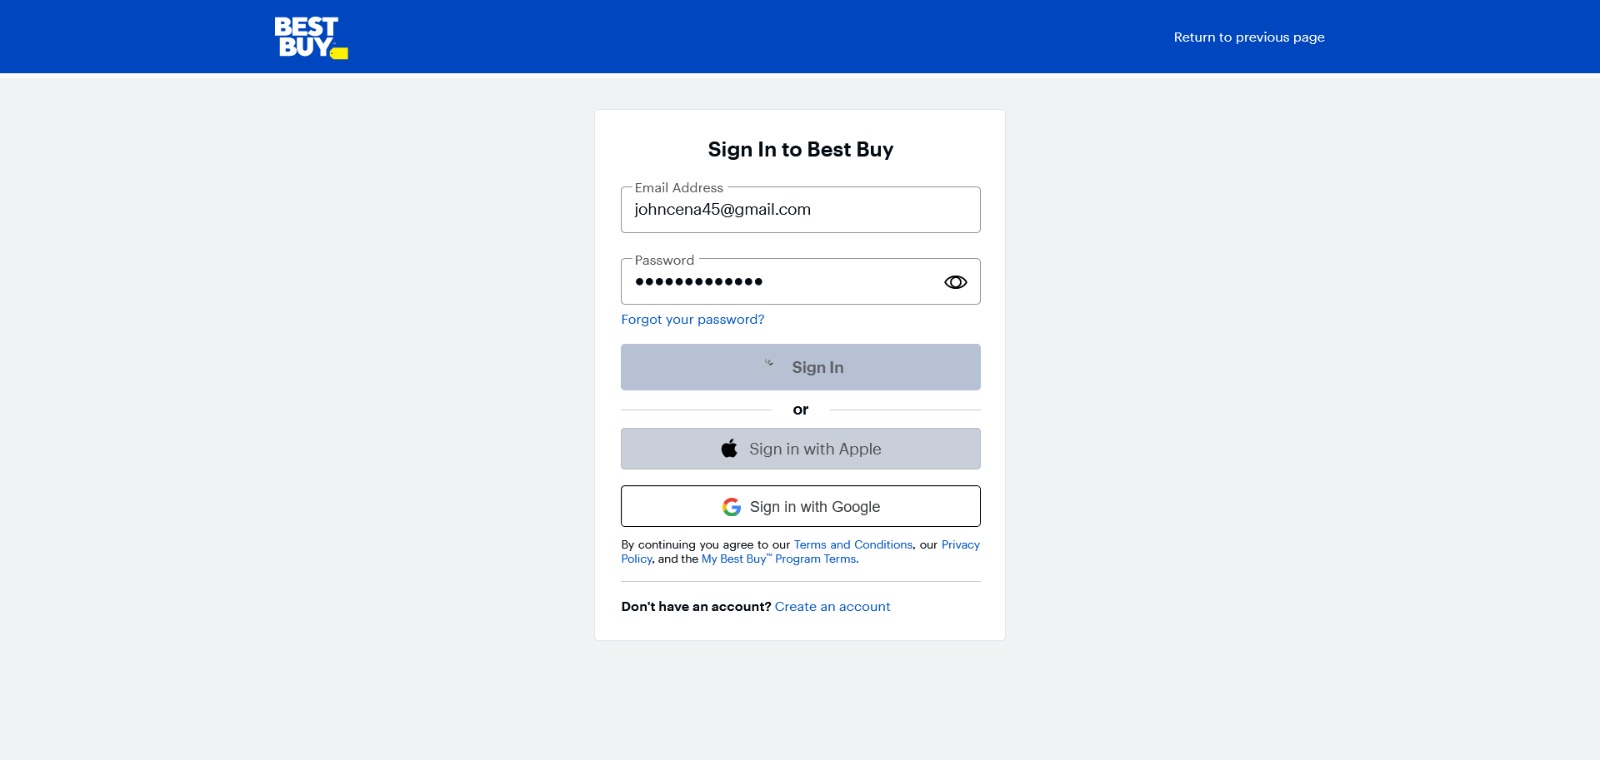 BEST
BUY
Return to previous page
Sign In to Best Buy
Email Address
johncena45@gmail.com
Password
•••••••••••••
Forgot your password?
Sign In
or
Sign in with Apple
Sign in with Google
By continuing you agree to our Terms and Conditions, our Privacy
Policy, and the My Best Buy™ Program Terms.
Don't have an account? Create an account